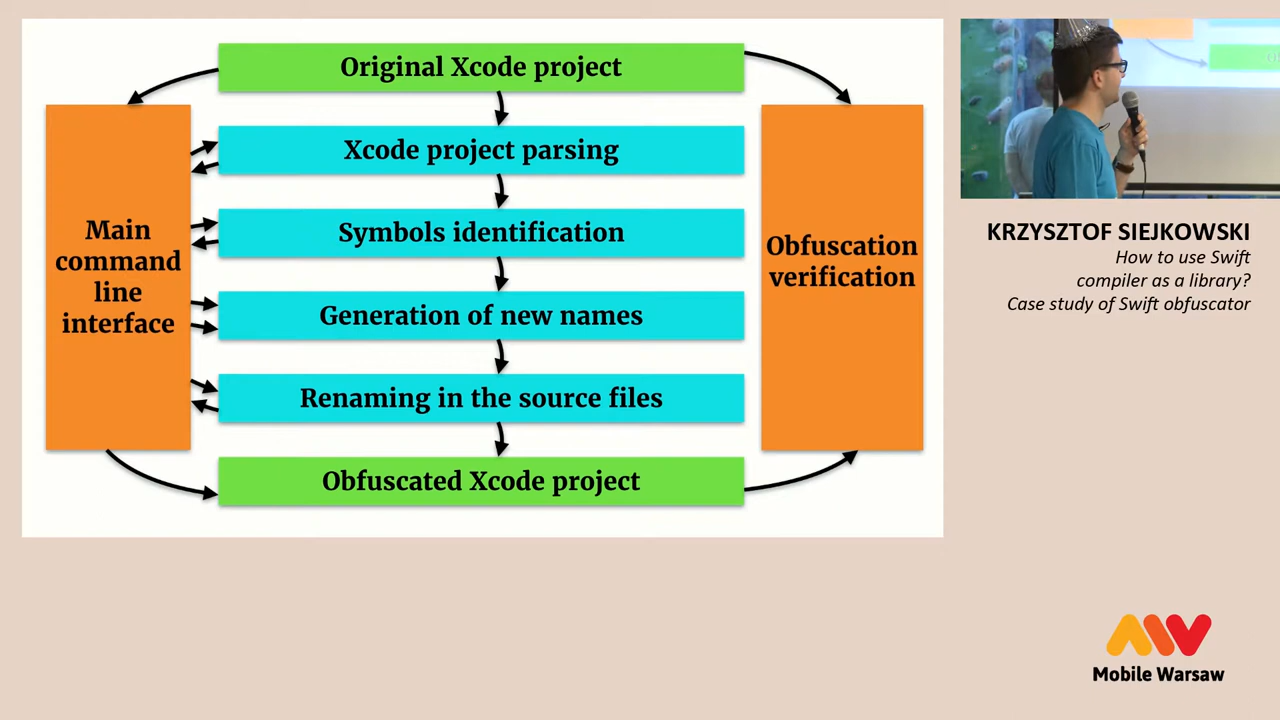 Original Xcode project
Xcode project parsing
Symbols identification
Generation of new names
Renaming in the source files
Obfuscated Xcode project
Main
command
line
interface
Obfuscation
verification
KRZYSZTOF SIEJKOWSKI
How to use Swift
compiler as a library?
Case study of Swift obfuscator
Mobile Warsaw